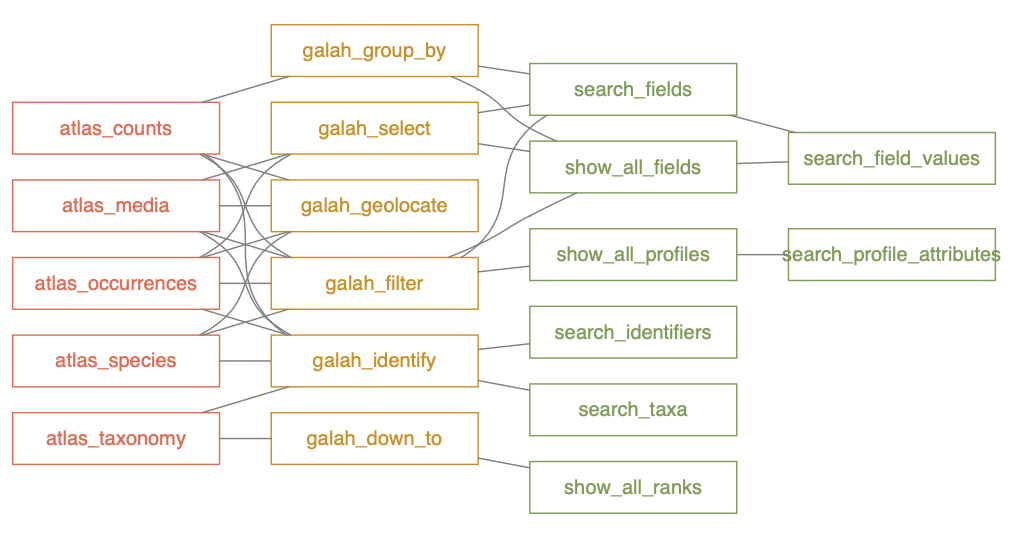 atlas_counts
atlas_media
atlas_occurrences
atlas_species
atlas_taxonomy
galah_group_by
galah_select
galah_geolocate
galah_filter
galah_identify
galah_down_to
search_fields
show_all_fields
show_all_profiles
search_identifiers
search_taxa
show_all_ranks
search_field_values
search_profile_attributes